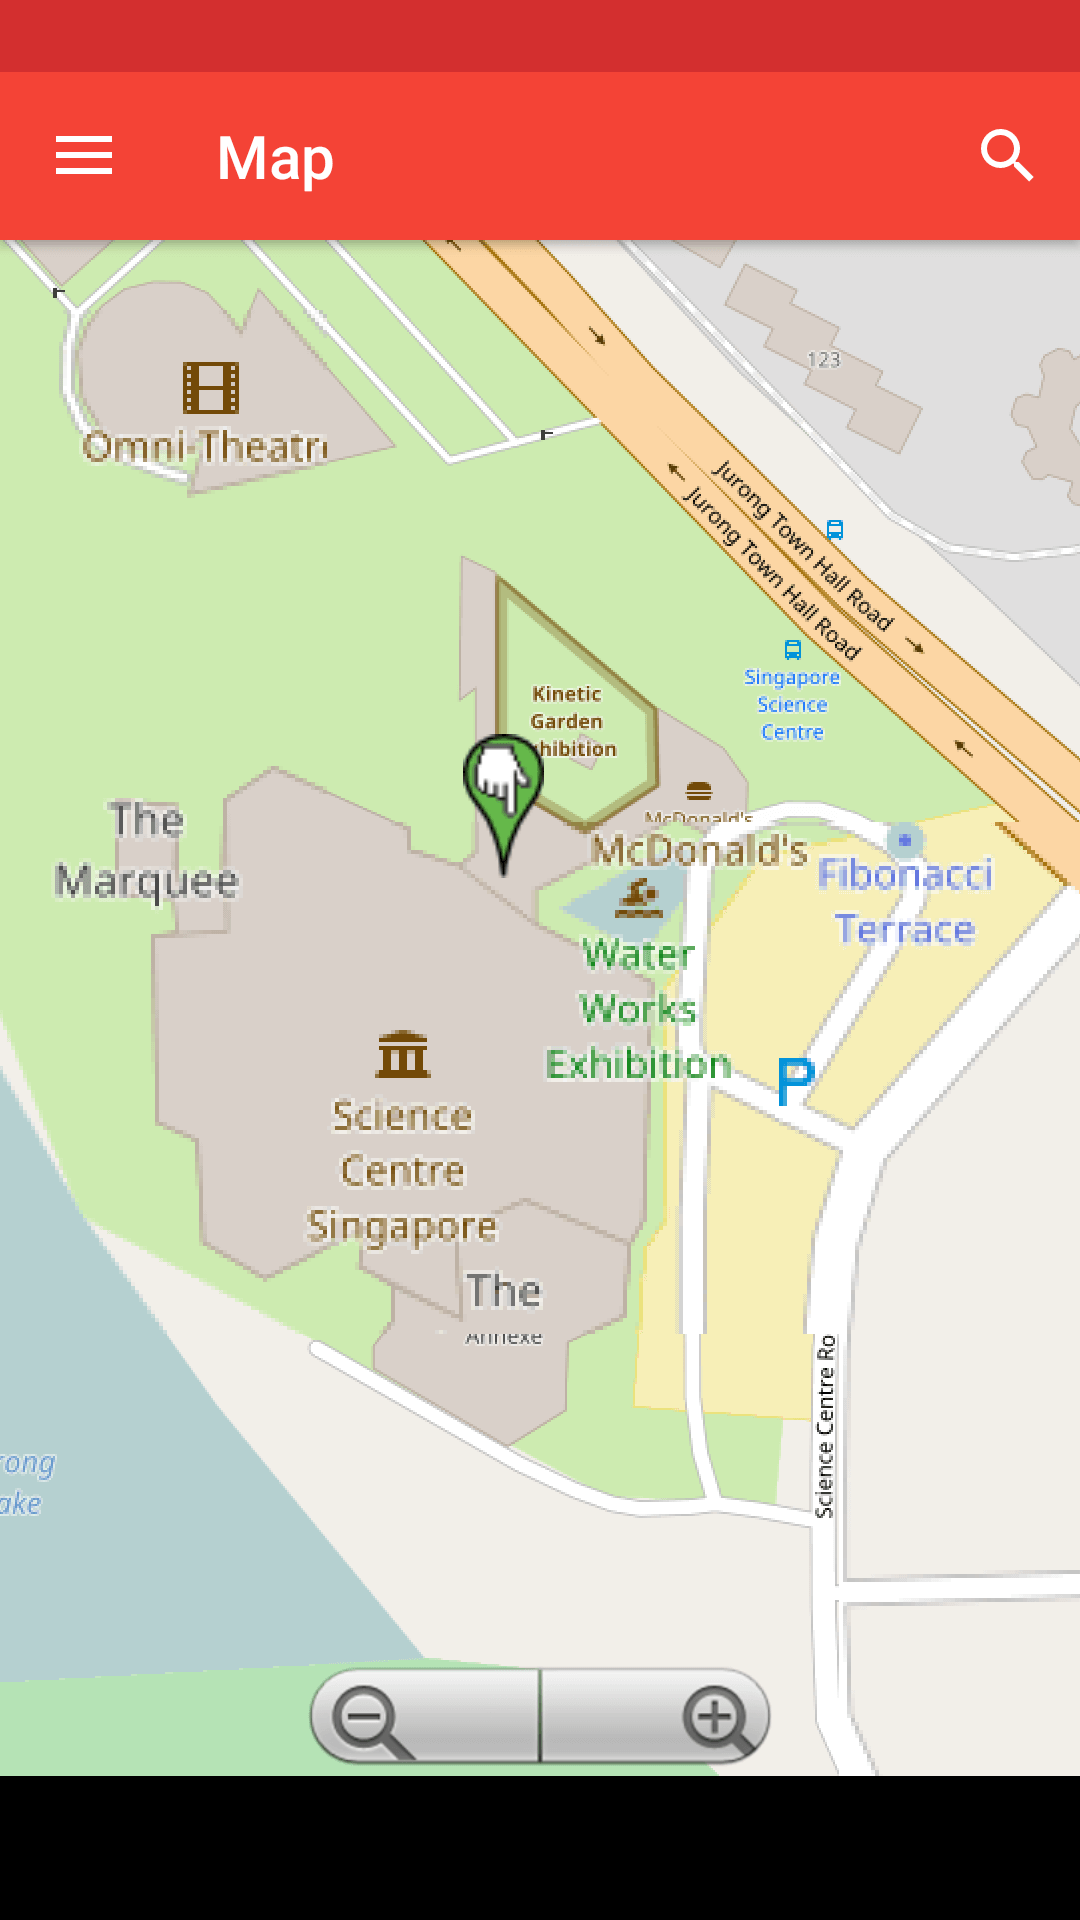 Map
123
Omni-Theatr
Jurong Town Hall Road
Jurong Town Hall Road
Singapore
Science
Centre
Kinetic
Garden
hibition
McDonald's
McDonald's
The
Marquee
Fibonacci
Terrace
Water
Works
Exhibition
P
Science
Centre
Singapore
The
Annexe
Science Centre Ro
rong
ake